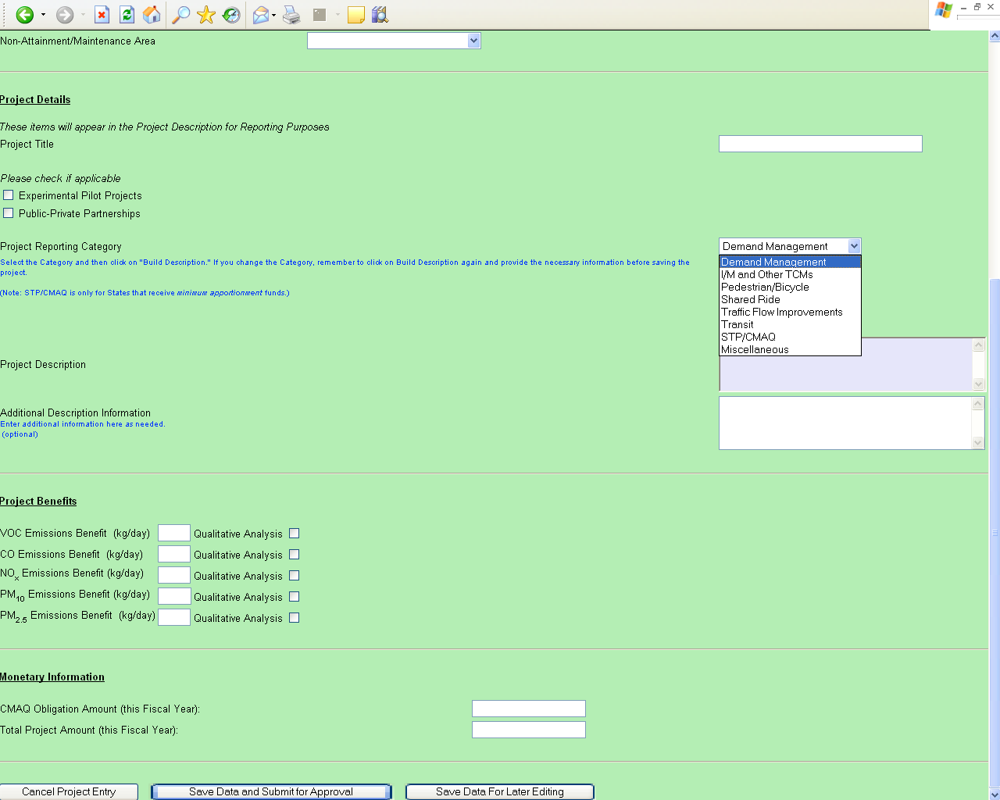 Non-Attainment/Maintenance Area
Project Details
These items will appear in the Project Description for Reporting Purposes
Project Title
Please check if applicable
Experimental Pilot Projects
Public-Private Partnerships
Project Reporting Category
Demand Management
Select the Category and then click on "Build Description." If you change the Category, remember to click on Build Description again and provide the necessary information before saving the
project.
(Note: STP/CMAQ is only for States that receive minimum apportionment funds.)
Demand Management
I/M and Other TCMs
Pedestrian/Bicycle
Shared Ride
Traffic Flow Improvements
Transit
STP/CMAQ
Miscellaneous
Project Description
Additional Description Information
Enter additional information here as needed.
(optional)
Project Benefits
VOC Emissions Benefit (kg/day) Qualitative Analysis
CO Emissions Benefit (kg/day) Qualitative Analysis
NOx Emissions Benefit (kg/day) Qualitative Analysis
PM10 Emissions Benefit (kg/day) Qualitative Analysis
PM2.5 Emissions Benefit (kg/day) Qualitative Analysis
Monetary Information
CMAQ Obligation Amount (this Fiscal Year):
Total Project Amount (this Fiscal Year):
Cancel Project Entry Save Data and Submit for Approval Save Data For Later Editing